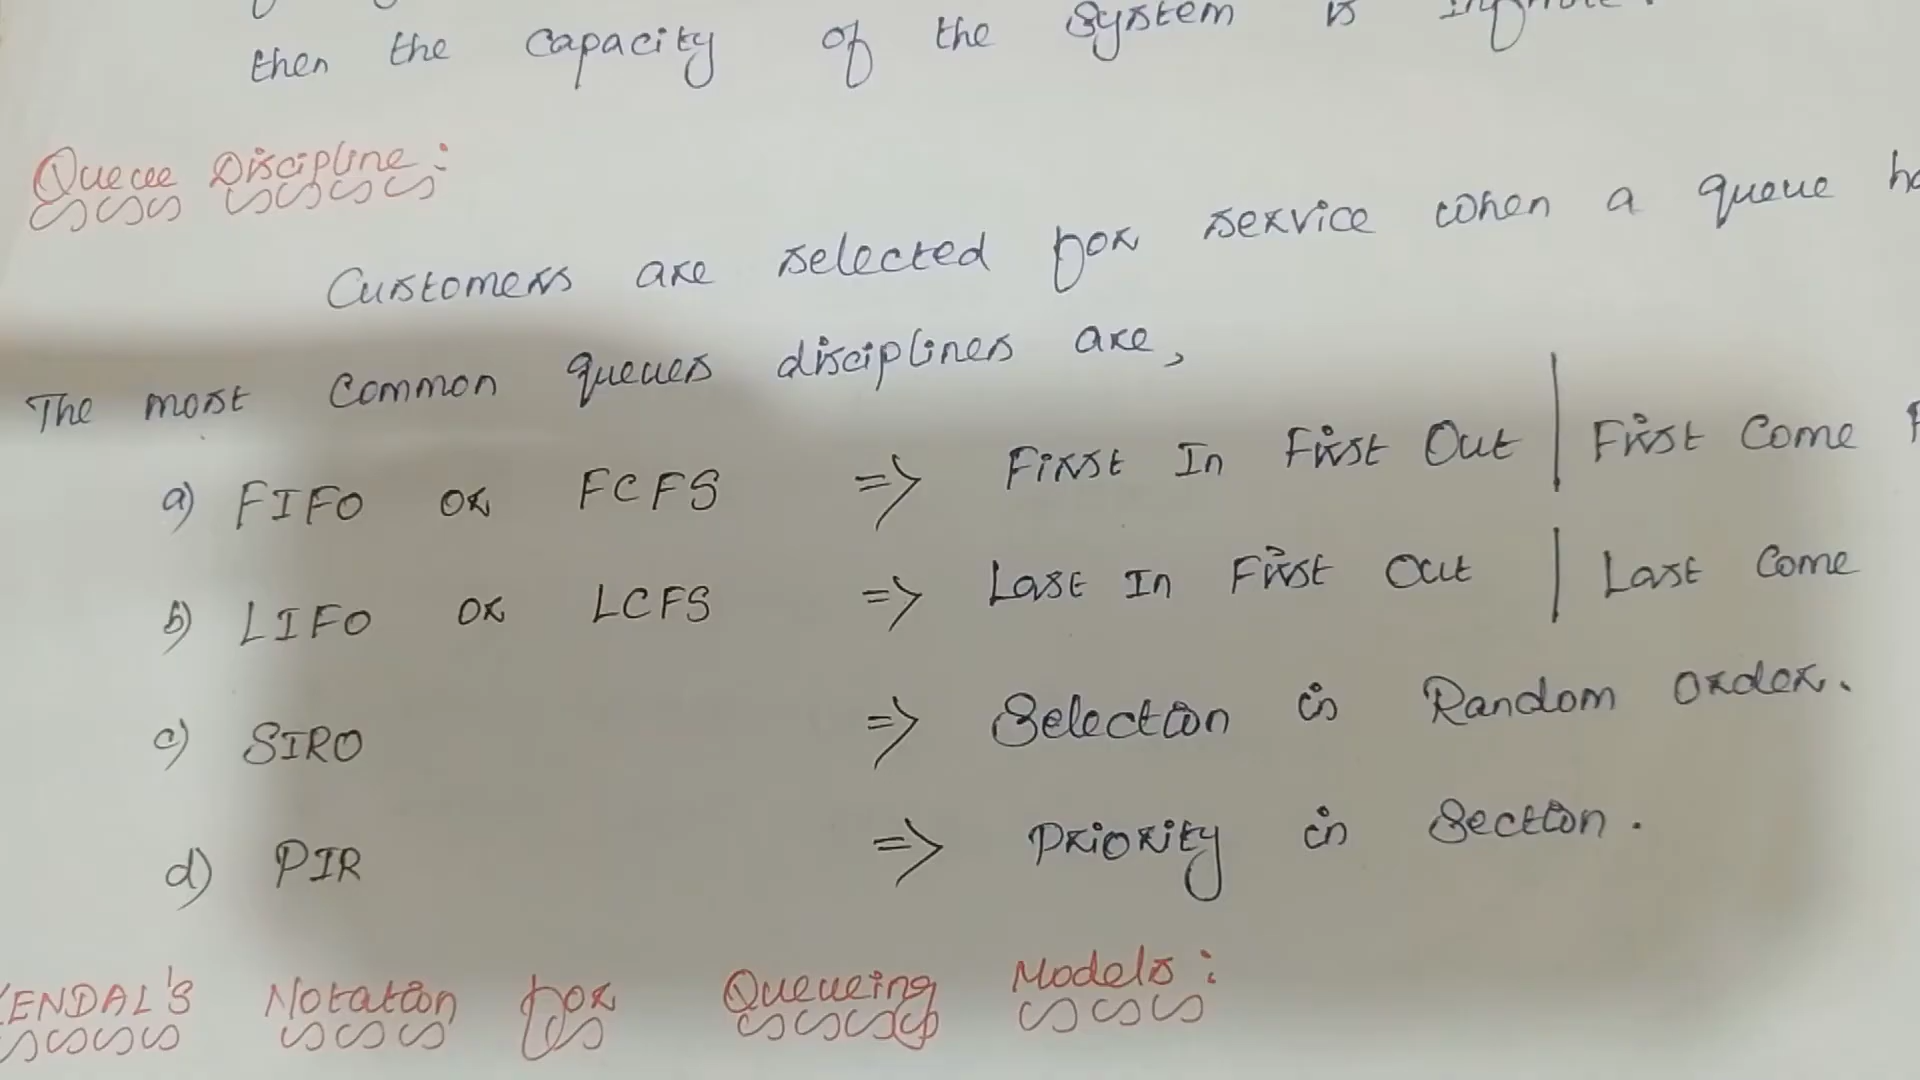 then the capacity of the system is
Queue Discipline:
Customers are selected for service when a queue
The most common queues disciplines are,
a) FIFO or FCFS => First In First Out | First Come
b) LIFO or LCFS => Last In First Out | Last Come
c) SIRO => Selection in Random Order.
d) PIR => Priority in Section.
KENDAL'S Notation for Queueing Models: